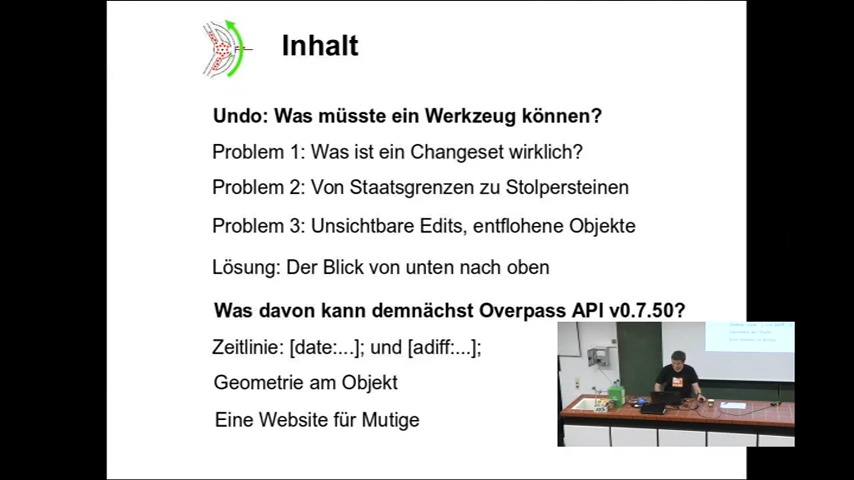 Inhalt
Undo: Was müsste ein Werkzeug können?
Problem 1: Was ist ein Changeset wirklich?
Problem 2: Von Staatsgrenzen zu Stolpersteinen
Problem 3: Unsichtbare Edits, entflohene Objekte
Lösung: Der Blick von unten nach oben
Was davon kann demnächst Overpass API v0.7.50?
Zeitlinie: [date:...]; und [adiff:...];
Geometrie am Objekt
Eine Website für Mutige